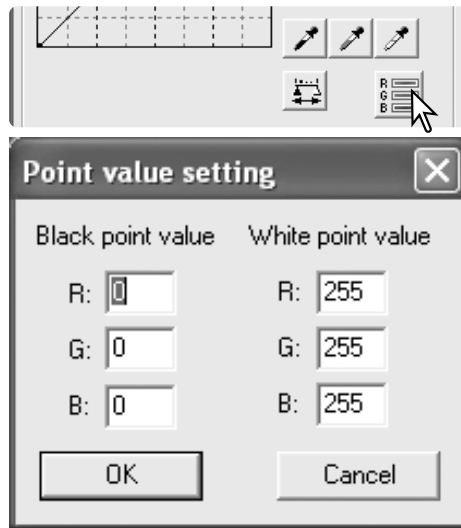 R
G
B
Point value setting
Black point value White point value
R: 0 R: 255
G: 0 G: 255
B: 0 B: 255
OK Cancel